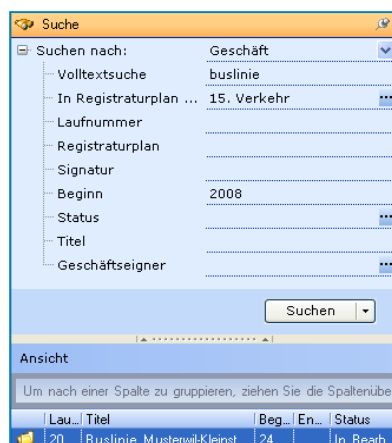 Suche
Suchen nach: Geschäft
Volltextsuche buslinie
In Registraturplan ... 15. Verkehr
Laufnummer
Registraturplan
Signatur
Beginn 2008
Status
Titel
Geschäftseigner
Suchen
Ansicht
Um nach einer Spalte zu gruppieren, ziehen Sie die Spaltenübe
Lau... Titel Beg... En... Status
20 Buslinie Musterwil-Kleinst 24 In Bearb